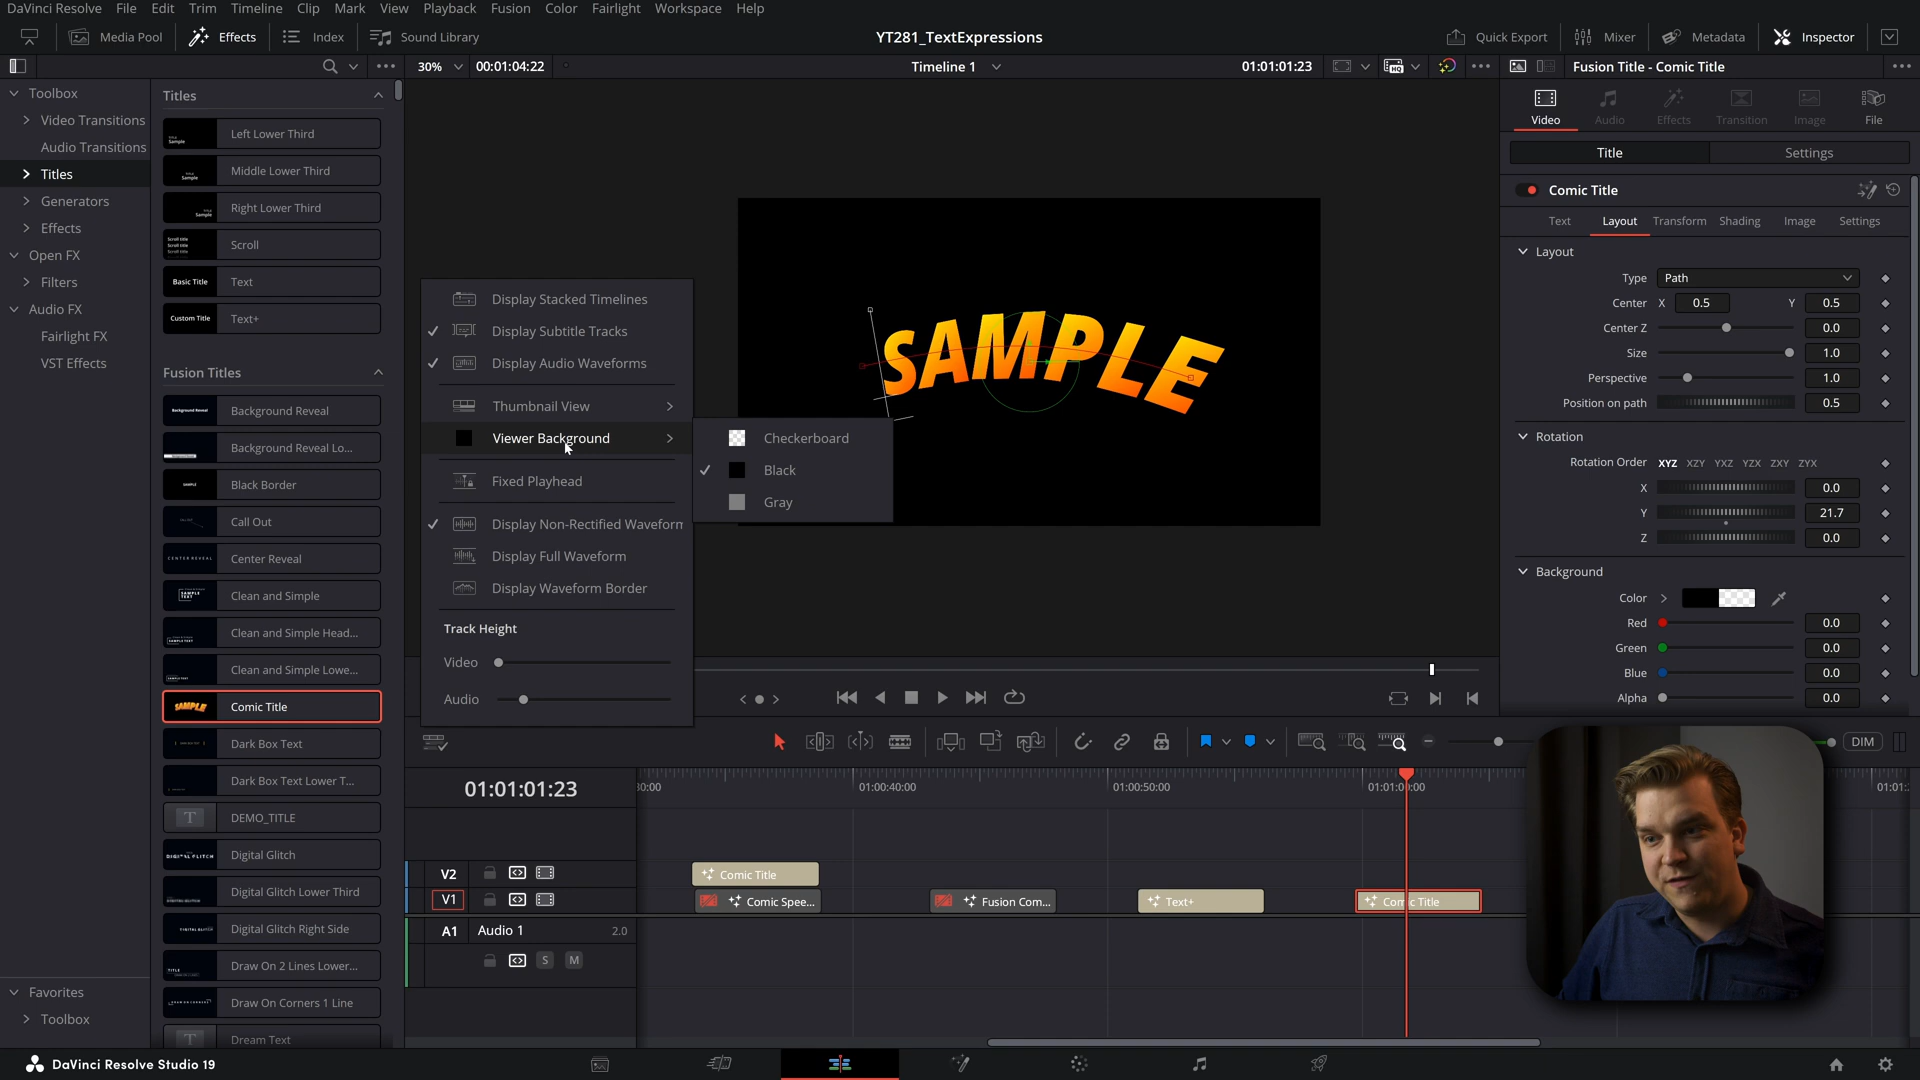 DaVinci Resolve File Edit Trim Timeline Clip Mark View Playback Fusion Color Fairlight Workspace Help
Media Pool Effects Index Sound Library
YT281_TextExpressions
Quick Export Mixer Metadata Inspector
30% 00:01:04:22
Timeline 1
01:01:01:23
Fusion Title - Comic Title
Toolbox
Video Transitions
Audio Transitions
Titles
Generators
Effects
Open FX
Filters
Audio FX
Fairlight FX
VST Effects
Favorites
Toolbox
Titles
Left Lower Third
Middle Lower Third
Right Lower Third
Scroll
Basic Title Text
Custom Title Text+
Fusion Titles
Background Reveal
Background Reveal Lo...
Black Border
Call Out
Center Reveal
Clean and Simple
Clean and Simple Head...
Clean and Simple Lowe...
SAMPLE Comic Title
Dark Box Text
Dark Box Text Lower T...
T DEMO_TITLE
Digital Glitch
Digital Glitch Lower Third
Digital Glitch Right Side
Draw On 2 Lines Lower...
Draw On Corners 1 Line
T Dream Text
SAMPLE
Display Stacked Timelines
Display Subtitle Tracks
Display Audio Waveforms
Thumbnail View
Viewer Background
Fixed Playhead
Display Non-Rectified Waveform
Display Full Waveform
Display Waveform Border
Track Height
Video
Audio
Checkerboard
Black
Gray
Video Audio Effects Transition Image File
Title Settings
Comic Title
Text Layout Transform Shading Image Settings
Layout
Type Path
Center X 0.5 Y 0.5
Center Z 0.0
Size 1.0
Perspective 1.0
Position on path 0.5
Rotation
Rotation Order XYZ XZY YXZ YZX ZXY ZYX
X 0.0
Y 21.7
Z 0.0
Background
Color
Red 0.0
Green 0.0
Blue 0.0
Alpha 0.0
DIM
01:01:01:23
30:00 01:00:40:00 01:00:50:00 01:01:00:00 01:01:
V2 Comic Title
V1 Comic Spee... Fusion Com... Text+ Comic Title
A1 Audio 1 2.0
S M
DaVinci Resolve Studio 19